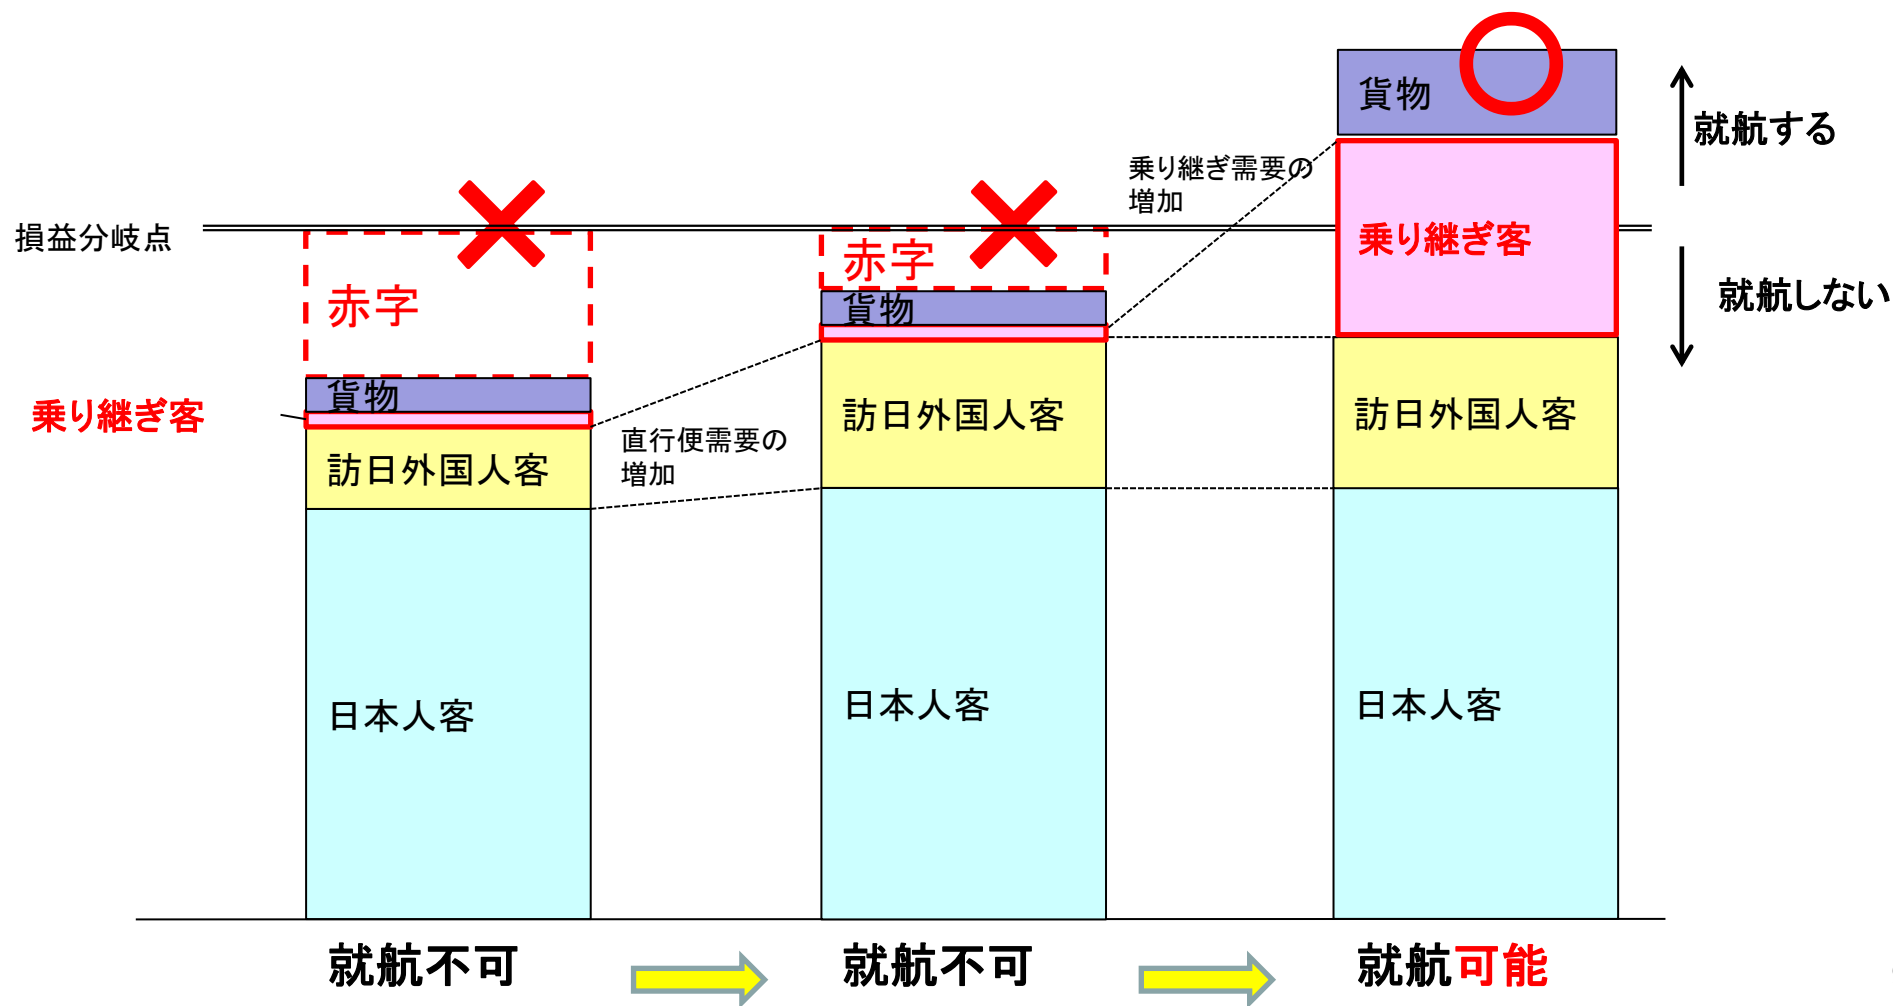 損益分岐点
赤字
貨物
乗り継ぎ客
訪日外国人客
日本人客
就航不可
直行便需要の
増加
赤字
貨物
訪日外国人客
日本人客
就航不可
乗り継ぎ需要の
増加
貨物
乗り継ぎ客
訪日外国人客
日本人客
就航可能
就航する
就航しない